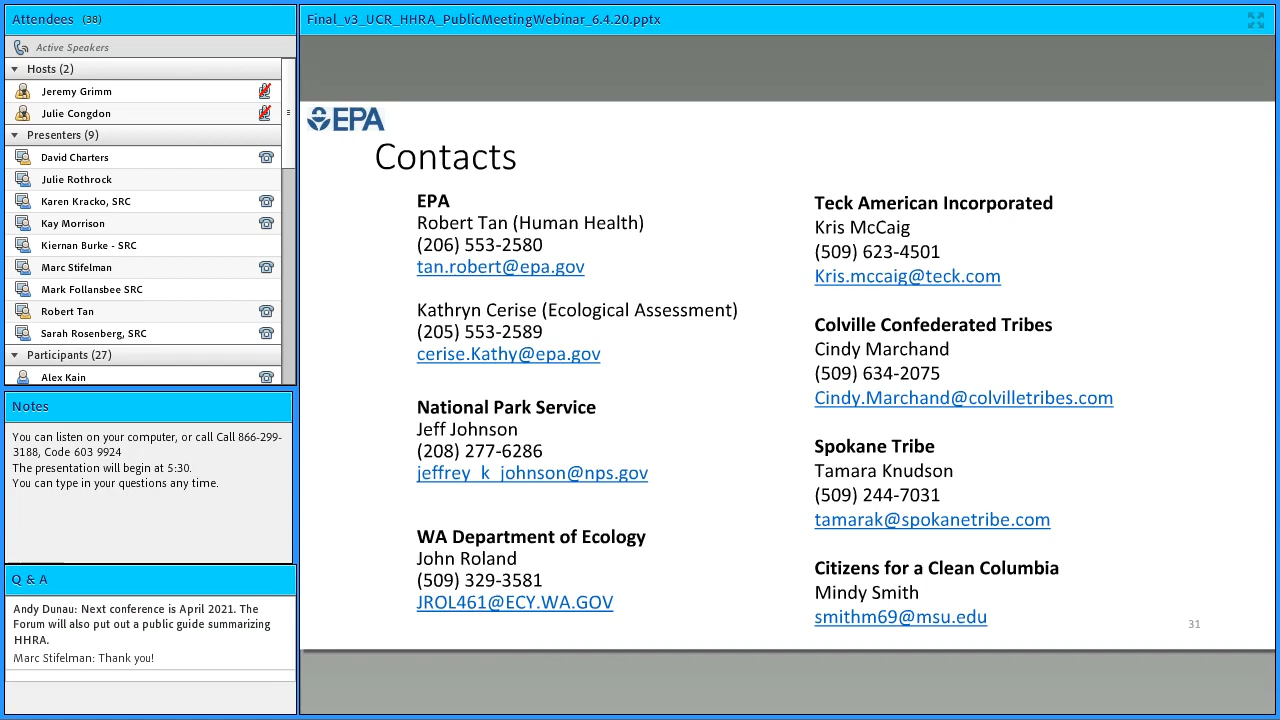 Attendees (38)
Active Speakers
Hosts (2)
Jeremy Grimm
Julie Congdon
Presenters (9)
David Charters
Julie Rothrock
Karen Kracko, SRC
Kay Morrison
Kiernan Burke - SRC
Marc Stifelman
Mark Follansbee SRC
Robert Tan
Sarah Rosenberg, SRC
Participants (27)
Alex Kain
Notes
You can listen on your computer, or call Call 866-299-
3188, Code 603 9924
The presentation will begin at 5:30.
You can type in your questions any time.
Q & A
Andy Dunau: Next conference is April 2021. The
Forum will also put out a public guide summarizing
HHRA.
Marc Stifelman: Thank you!
Final_v3_UCR_HHRA_PublicMeetingWebinar_6.4.20.pptx
EPA
Contacts
EPA
Robert Tan (Human Health)
(206) 553-2580
tan.robert@epa.gov
Kathryn Cerise (Ecological Assessment)
(205) 553-2589
cerise.Kathy@epa.gov
National Park Service
Jeff Johnson
(208) 277-6286
jeffrey_k_johnson@nps.gov
WA Department of Ecology
John Roland
(509) 329-3581
JROL461@ECY.WA.GOV
Teck American Incorporated
Kris McCaig
(509) 623-4501
Kris.mccaig@teck.com
Colville Confederated Tribes
Cindy Marchand
(509) 634-2075
Cindy.Marchand@colvilletribes.com
Spokane Tribe
Tamara Knudson
(509) 244-7031
tamarak@spokanetribe.com
Citizens for a Clean Columbia
Mindy Smith
smithm69@msu.edu
31